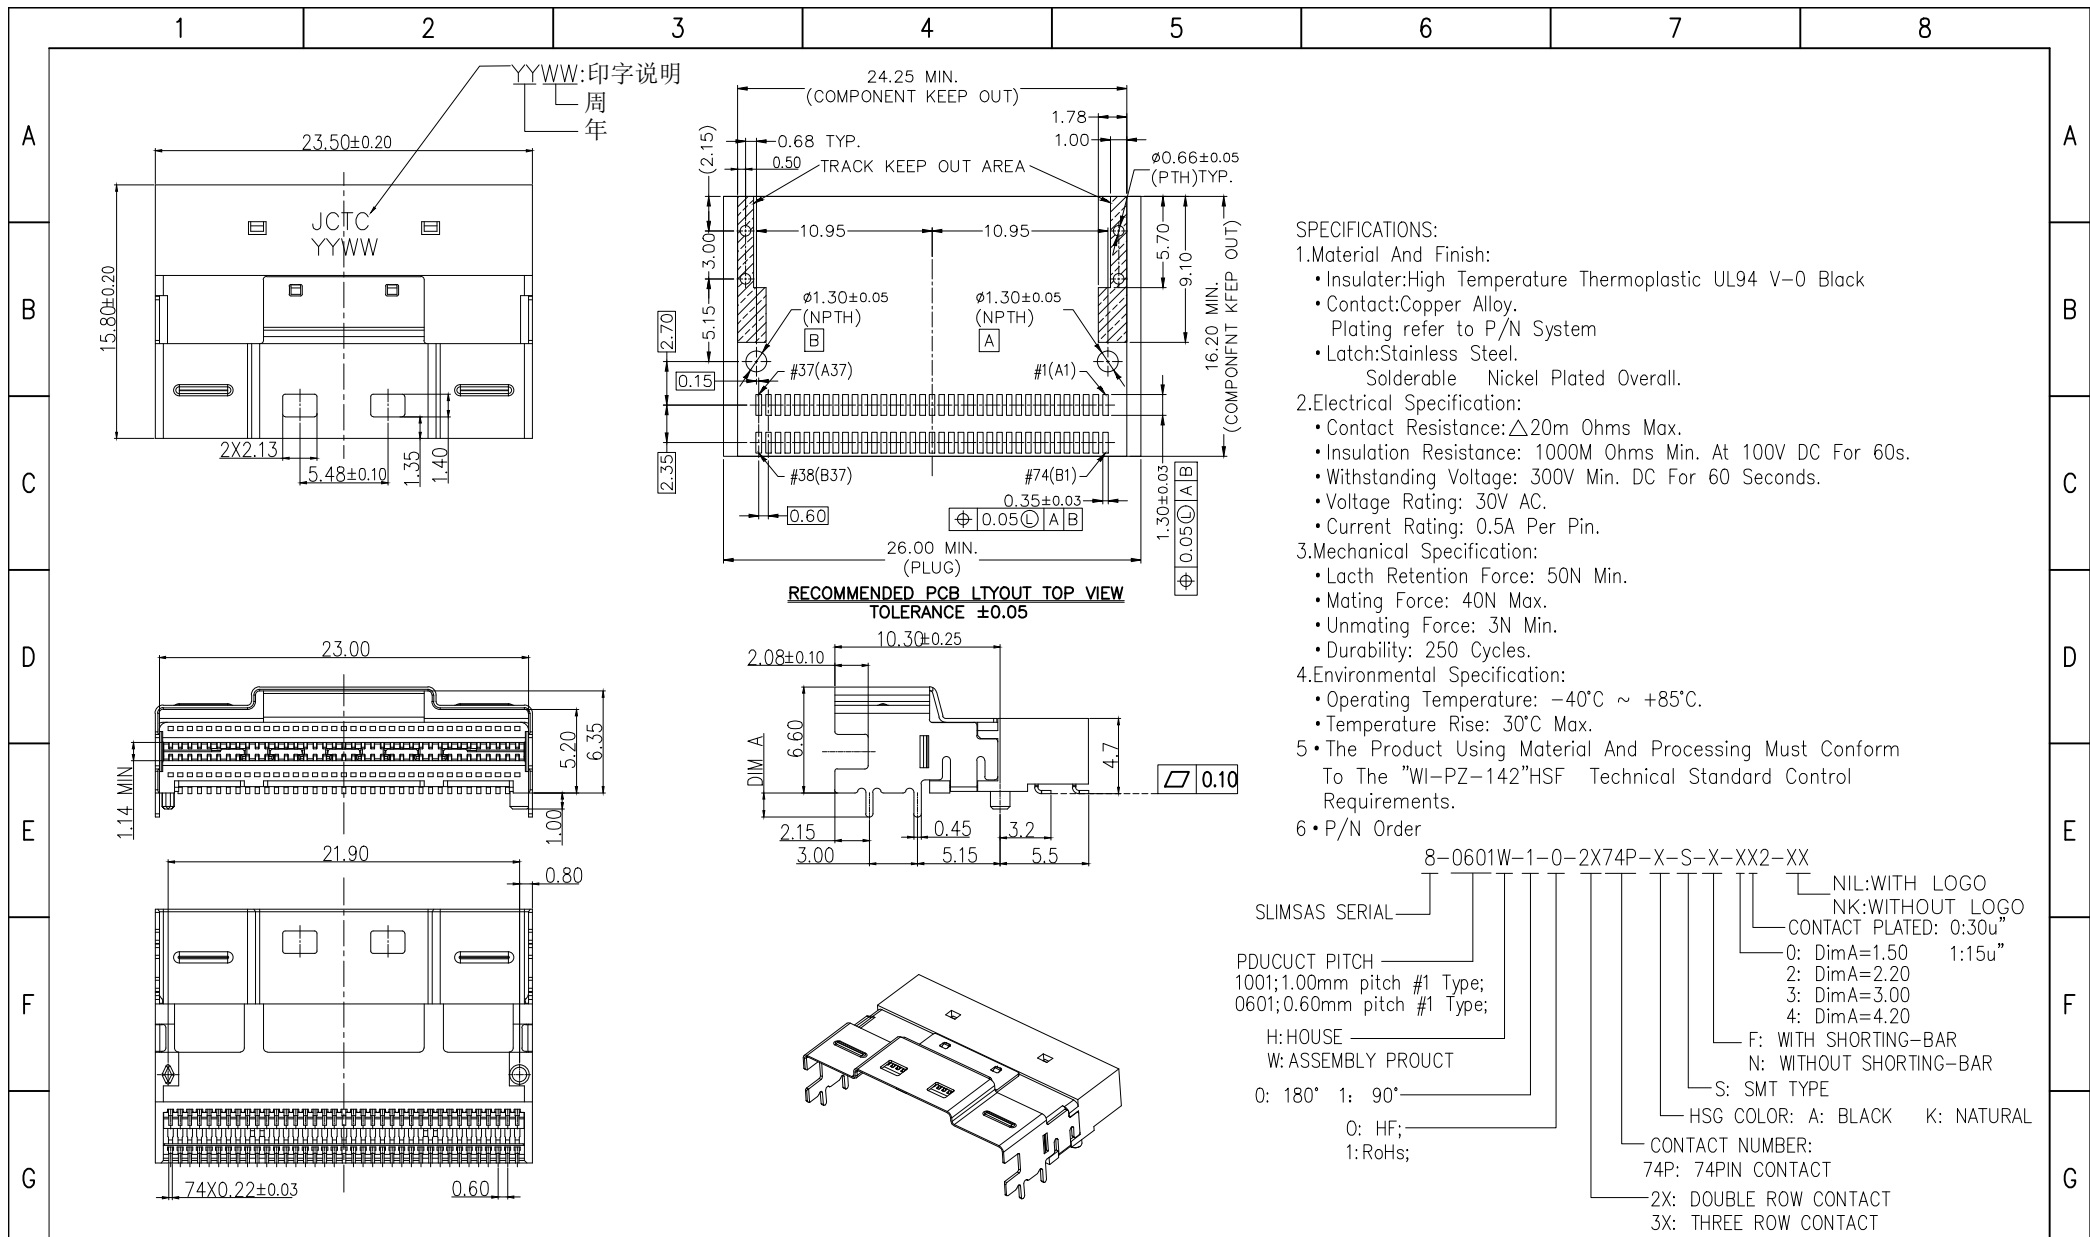 1 2 3 4 5 6 7 8
A
B
C
D
E
F
G
A
B
C
D
E
F
G
YYWW:印字说明
周
年
23.50±0.20
15.80±0.20
JCTC
YYWW
2X2.13
5.48±0.10
1.35
1.40
24.25 MIN.
(COMPONENT KEEP OUT)
1.78
1.00
(2.15)
0.68 TYP.
0.50
TRACK KEEP OUT AREA
Ø0.66±0.05
(PTH)TYP.
10.95
10.95
3.00
5.15
5.70
9.10
16.20 MIN.
(COMPONFNT KFEP OUT)
Ø1.30±0.05
(NPTH)
B
Ø1.30±0.05
(NPTH)
A
2.70
0.15
#37(A37)
#1(A1)
2.35
#38(B37)
#74(B1)
0.60
0.35±0.03
⌖ 0.05Ⓛ A B
1.30±0.03
⌖ 0.05Ⓛ A B
26.00 MIN.
(PLUG)
RECOMMENDED PCB LTYOUT TOP VIEW
TOLERANCE ±0.05
23.00
1.14 MIN
5.20
6.35
1.00
10.30±0.25
2.08±0.10
6.60
DIM A
4.7
⏥ 0.10
2.15
0.45
3.2
3.00
5.15
5.5
21.90
0.80
74X0.22±0.03
0.60
SPECIFICATIONS:
1.Material And Finish:
•Insulater:High Temperature Thermoplastic UL94 V-0 Black
•Contact:Copper Alloy.
Plating refer to P/N System
•Latch:Stainless Steel.
Solderable Nickel Plated Overall.
2.Electrical Specification:
•Contact Resistance:△20m Ohms Max.
•Insulation Resistance: 1000M Ohms Min. At 100V DC For 60s.
•Withstanding Voltage: 300V Min. DC For 60 Seconds.
•Voltage Rating: 30V AC.
•Current Rating: 0.5A Per Pin.
3.Mechanical Specification:
•Lacth Retention Force: 50N Min.
•Mating Force: 40N Max.
•Unmating Force: 3N Min.
•Durability: 250 Cycles.
4.Environmental Specification:
•Operating Temperature: -40°C ~ +85°C.
•Temperature Rise: 30°C Max.
5•The Product Using Material And Processing Must Conform
To The "WI-PZ-142"HSF Technical Standard Control
Requirements.
6•P/N Order
8-0601W-1-0-2X74P-X-S-X-XX2-XX
NIL:WITH LOGO
NK:WITHOUT LOGO
SLIMSAS SERIAL
CONTACT PLATED: 0:30u"
1:15u"
0: DimA=1.50
2: DimA=2.20
3: DimA=3.00
4: DimA=4.20
PDUCUCT PITCH
1001;1.00mm pitch #1 Type;
0601;0.60mm pitch #1 Type;
H:HOUSE
W:ASSEMBLY PROUCT
F: WITH SHORTING-BAR
N: WITHOUT SHORTING-BAR
0: 180° 1: 90°
S: SMT TYPE
HSG COLOR: A: BLACK K: NATURAL
0: HF;
1:RoHs;
CONTACT NUMBER:
74P: 74PIN CONTACT
2X: DOUBLE ROW CONTACT
3X: THREE ROW CONTACT